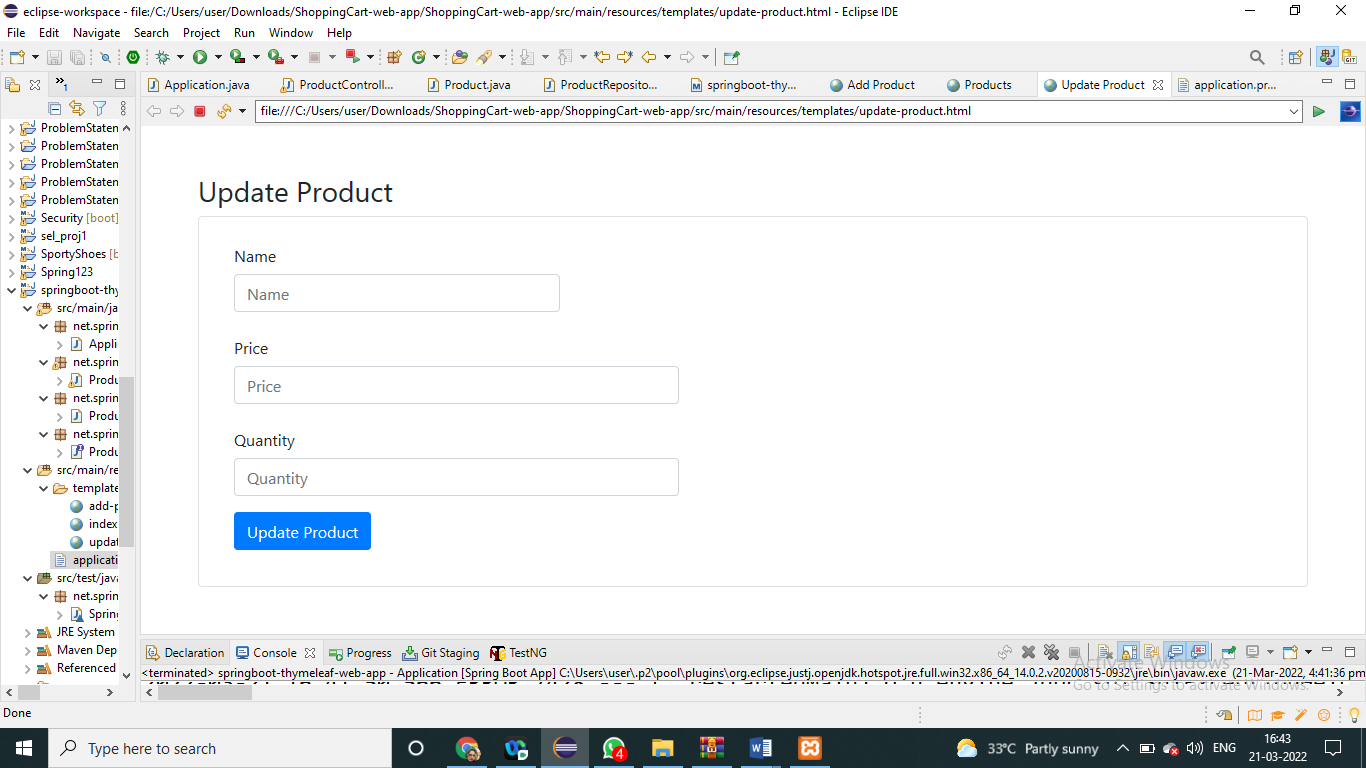 eclipse-workspace - file:/C:/Users/user/Downloads/ShoppingCart-web-app/ShoppingCart-web-app/src/main/resources/templates/update-product.html - Eclipse IDE
File Edit Navigate Search Project Run Window Help
Application.java ProductControll... Product.java ProductReposito... springboot-thy... Add Product Products Update Product application.pr...
file:///C:/Users/user/Downloads/ShoppingCart-web-app/ShoppingCart-web-app/src/main/resources/templates/update-product.html
ProblemStaten
ProblemStaten
ProblemStaten
ProblemStaten
ProblemStaten
Security [boot]
sel_proj1
SportyShoes [b
Spring123
springboot-thy
src/main/ja
net.sprin
Appli
net.sprin
Produ
net.sprin
Produ
net.sprin
Produ
src/main/re
template
add-p
index
updat
applicati
src/test/java
net.sprin
Spring
JRE System
Maven Dep
Referenced
Update Product
Name
Name
Price
Price
Quantity
Quantity
Update Product
Declaration Console Progress Git Staging TestNG
<terminated> springboot-thymeleaf-web-app - Application [Spring Boot App] C:\Users\user\.p2\pool\plugins\org.eclipse.justj.openjdk.hotspot.jre.full.win32.x86_64_14.0.2.v20200815-0932\jre\bin\javaw.exe (21-Mar-2022, 4:41:36 pm
Activate Windows
Go to Settings to activate Windows.
Done
Type here to search
4
33°C Partly sunny
ENG
16:43
21-03-2022